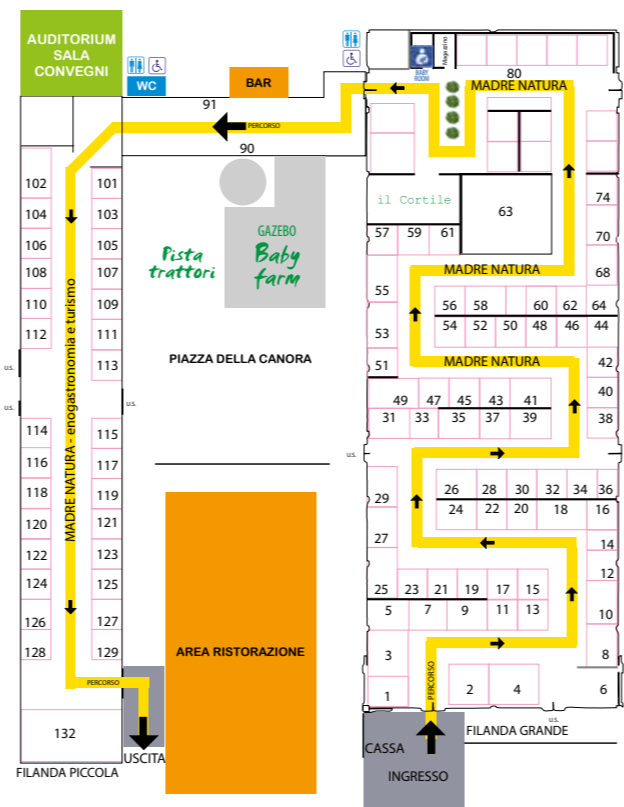 AUDITORIUM
SALA
CONVEGNI
WC
BAR
BABY
ROOM
Magazzino
80
MADRE NATURA
91
PERCORSO
90
102 101
104 103
106 105
108 107
110 109
112 111
113
u.s.
u.s.
u.s.
114 115
116 117
118 119
120 121
122 123
124 125
126 127
128 129
MADRE NATURA - enogastronomia e turismo
PERCORSO
132
USCITA
FILANDA PICCOLA
GAZEBO
Baby
farm
Pista
trattori
PIAZZA DELLA CANORA
AREA RISTORAZIONE
il Cortile
63
74
57 59 61
70
MADRE NATURA
68
55
56 58 60 62 64
54 52 50 48 46 44
53
51
MADRE NATURA
42
40
38
49 47 45 43 41
31 33 35 37 39
u.s.
29
26 28 30 32 34 36
24 22 20 18 16
27
14
12
25 23 21 19 17 15
5 7 9 11 13
10
3
8
1
PERCORSO
2 4
6
u.s.
FILANDA GRANDE
CASSA
INGRESSO